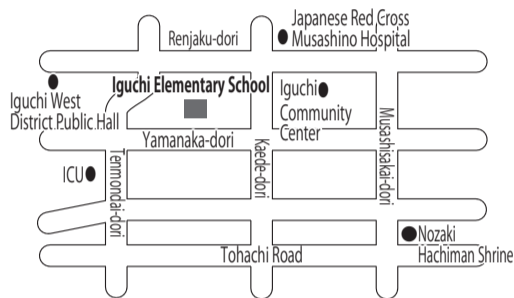 Japanese Red Cross
Musashino Hospital
Renjaku-dori
Iguchi Elementary School
Iguchi West
District Public Hall
Iguchi
Community
Center
Yamanaka-dori
Musashisakai-dori
Kaede-dori
Tenmondai-dori
ICU
Nozaki
Hachiman Shrine
Tohachi Road